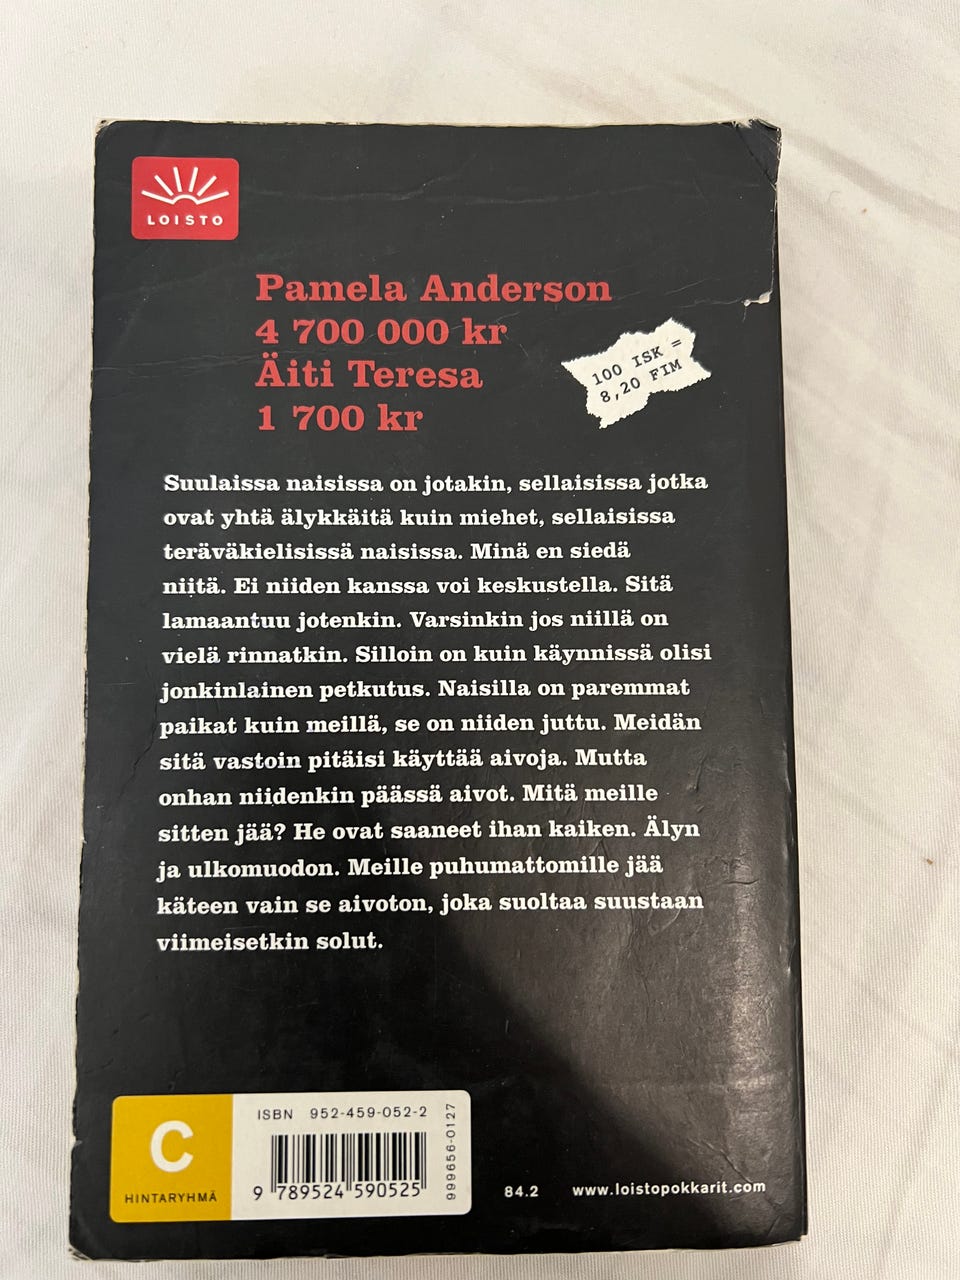 LOISTO
Pamela Anderson
4 700 000 kr
Äiti Teresa
1 700 kr
100 ISK =
8,20 FIM
Suulaissa naisissa on jotakin, sellaisissa jotka
ovat yhtä älykkäitä kuin miehet, sellaisissa
teräväkielisissä naisissa. Minä en siedä
niitä. Ei niiden kanssa voi keskustella. Sitä
lamaantuu jotenkin. Varsinkin jos niillä on
vielä rinnatkin. Silloin on kuin käynnissä olisi
jonkinlainen petkutus. Naisilla on paremmat
paikat kuin meillä, se on niiden juttu. Meidän
sitä vastoin pitäisi käyttää aivoja. Mutta
onhan niidenkin päässä aivot. Mitä meille
sitten jää? He ovat saaneet ihan kaiken. Älyn
ja ulkomuodon. Meille puhumattomille jää
käteen vain se aivoton, joka suoltaa suustaan
viimeisetkin solut.
C
HINTARYHMÄ
ISBN 952-459-052-2
9 789524 590525
999656-0127
84.2 www.loistopokkarit.com